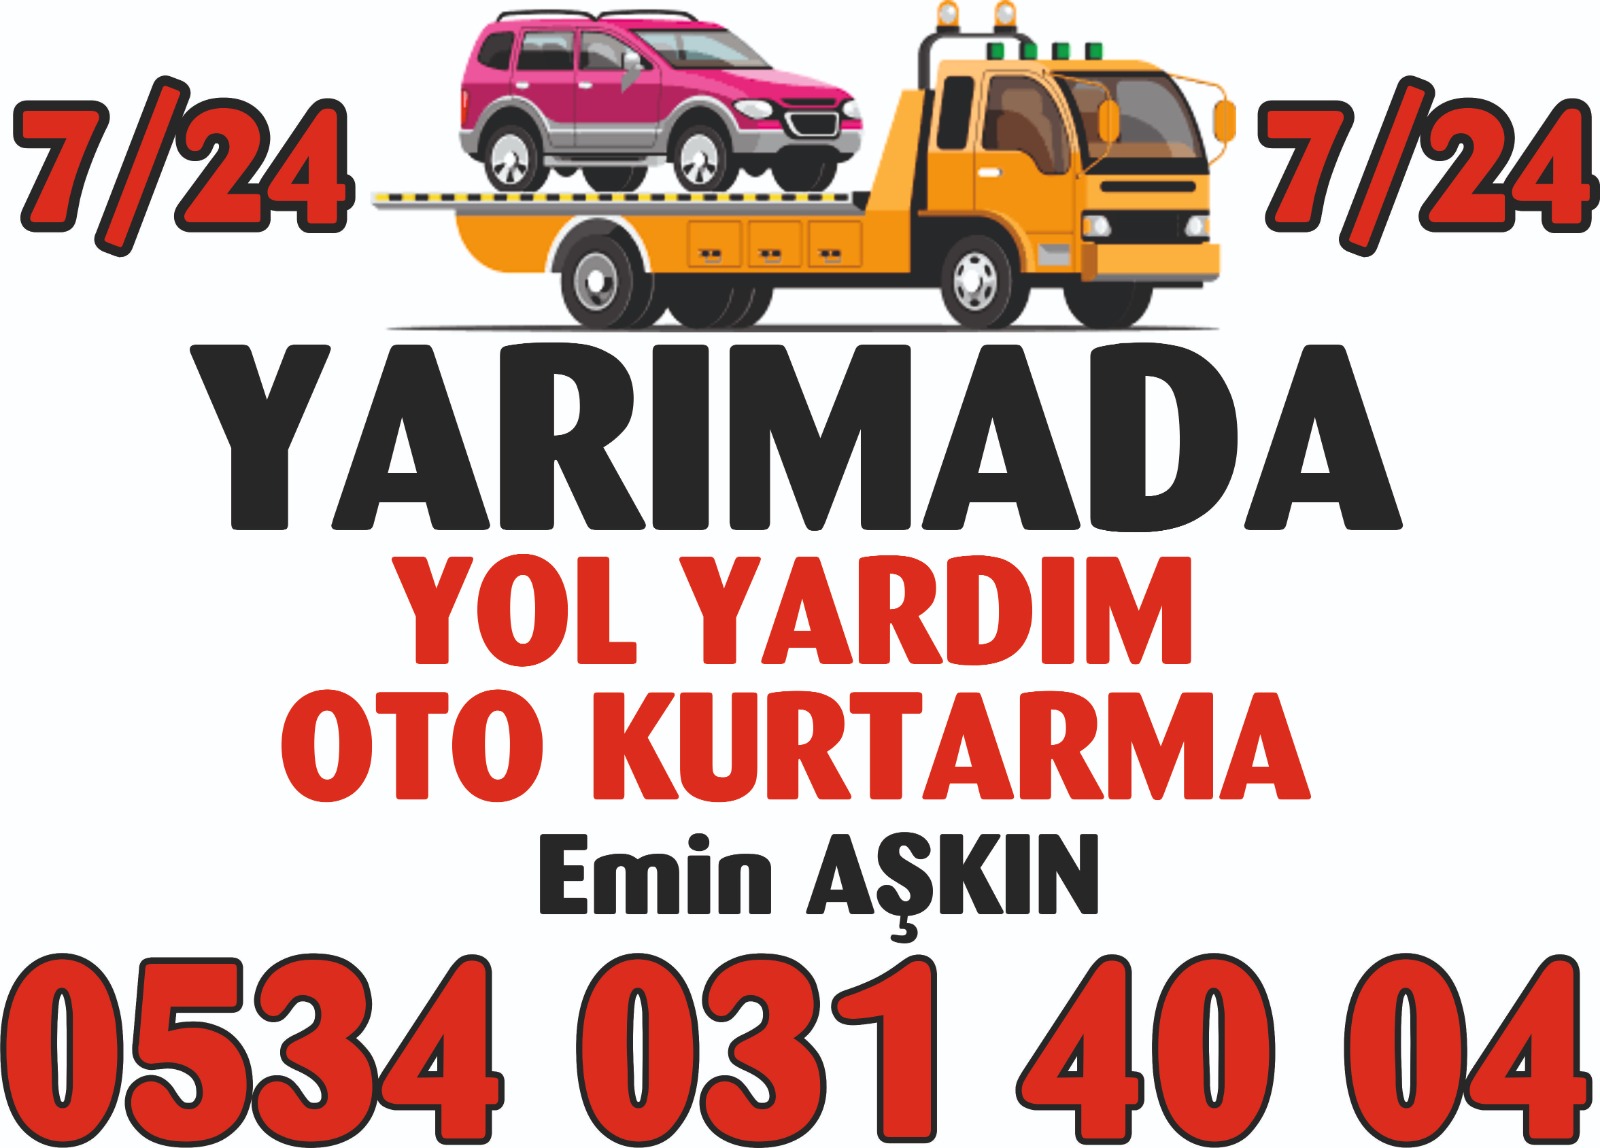 7/24 7/24
YARIMADA
YOL YARDIM
OTO KURTARMA
Emin AŞKIN
0534 031 40 04